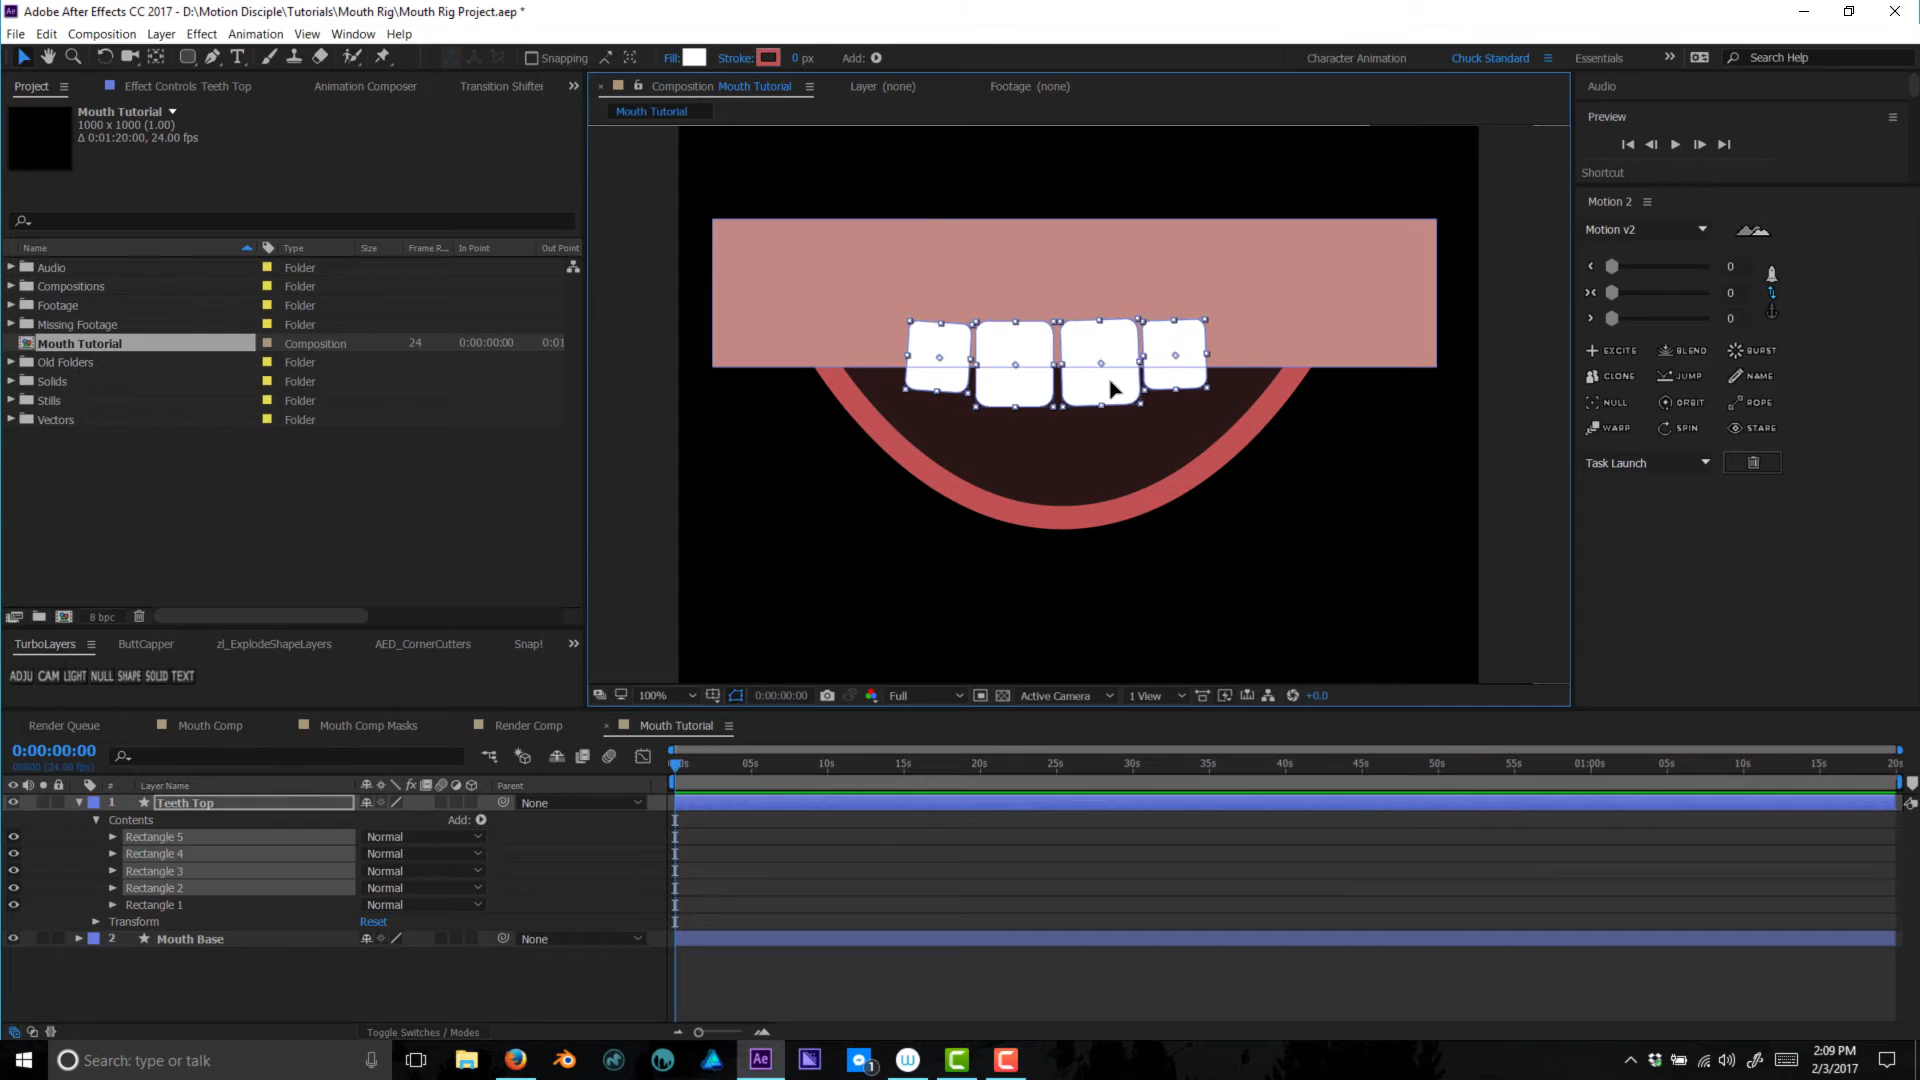 Adobe After Effects CC 2017 - D:\Motion Disciple\Tutorials\Mouth Rig\Mouth Rig Project.aep *
File Edit Composition Layer Effect Animation View Window Help
Snapping Fill: Stroke: 0 px Add: Character Animation Chuck Standard Essentials Search Help
Project Effect Controls Teeth Top Animation Composer Transition Shifter
Composition Mouth Tutorial Layer (none) Footage (none)
Audio
Mouth Tutorial
Mouth Tutorial
1000 x 1000 (1.00)
Δ 0:01:20:00, 24.00 fps
Preview
Shortcut
Motion 2
Motion v2
0
0
0
EXCITE BLEND BURST
CLONE JUMP NAME
NULL ORBIT ROPE
WARP SPIN STARE
Task Launch
Name Type Size Frame R... In Point Out Point
Audio Folder
Compositions Folder
Footage Folder
Missing Footage Folder
Mouth Tutorial Composition 24 0:00:00:00 0:01
Old Folders Folder
Solids Folder
Stills Folder
Vectors Folder
8 bpc
TurboLayers ButtCapper zl_ExplodeShapeLayers AED_CornerCutters Snap!
ADJU CAM LIGHT NULL SHAPE SOLID TEXT
100% 0:00:00:00 Full Active Camera 1 View +0.0
Render Queue Mouth Comp Mouth Comp Masks Render Comp Mouth Tutorial
0:00:00:00
00000 (24.00 fps)
0s 05s 10s 15s 20s 25s 30s 35s 40s 45s 50s 55s 01:00s 05s 10s 15s 20s
# Layer Name fx Parent
1 Teeth Top None
Contents Add:
Rectangle 5 Normal
Rectangle 4 Normal
Rectangle 3 Normal
Rectangle 2 Normal
Rectangle 1 Normal
Transform Reset
2 Mouth Base None
Toggle Switches / Modes
Search: type or talk
Ae
1
2:09 PM
2/3/2017